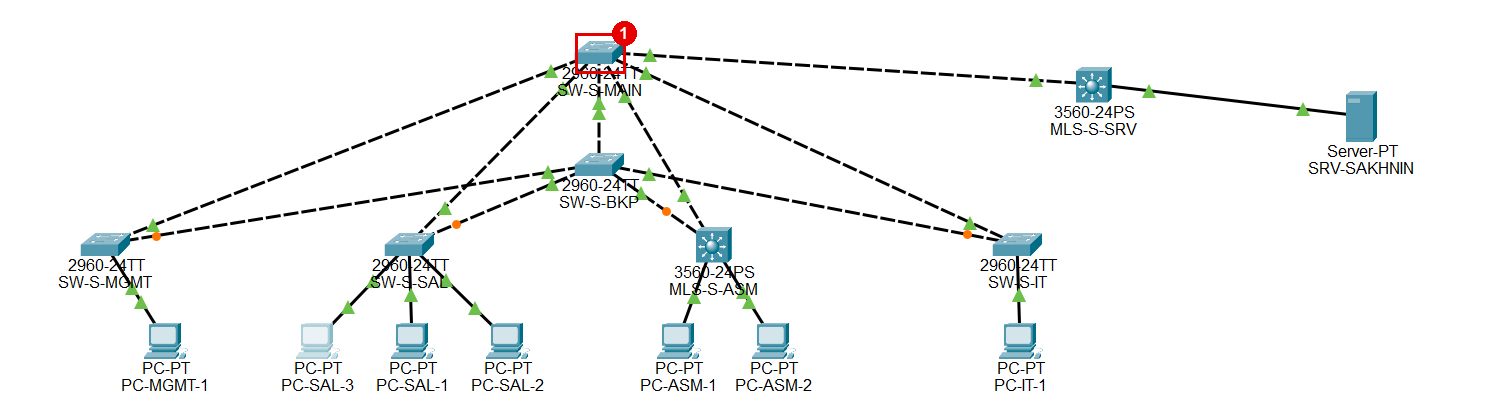 1
2960-24TT
SW-S-MAIN
3560-24PS
MLS-S-SRV
Server-PT
SRV-SAKHNIN
2960-24TT
SW-S-BKP
2960-24TT
SW-S-MGMT
2960-24TT
SW-S-SAL
3560-24PS
MLS-S-ASM
2960-24TT
SW-S-IT
PC-PT
PC-MGMT-1
PC-PT
PC-SAL-3
PC-PT
PC-SAL-1
PC-PT
PC-SAL-2
PC-PT
PC-ASM-1
PC-PT
PC-ASM-2
PC-PT
PC-IT-1